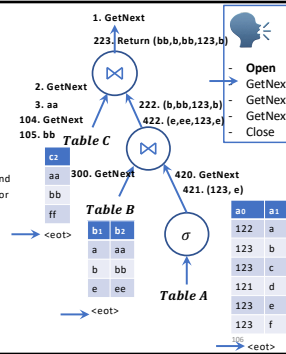 1. GetNext
223. Return (bb,b,bb,123,b)
⋈
2. GetNext
3. aa
104. GetNext
105. bb
222. (b,bb,123,b)
422. (e,ee,123,e)
Table C
⋈
c2
aa
bb
ff
<eot>
300. GetNext
420. GetNext
421. (123, e)
Table B
b1 b2
a aa
b bb
e ee
<eot>
σ
Table A
a0 a1
122 a
123 b
123 c
121 d
123 e
123 f
106
<eot>
- Open
- GetNex
- GetNex
- GetNex
- Close
nd
or